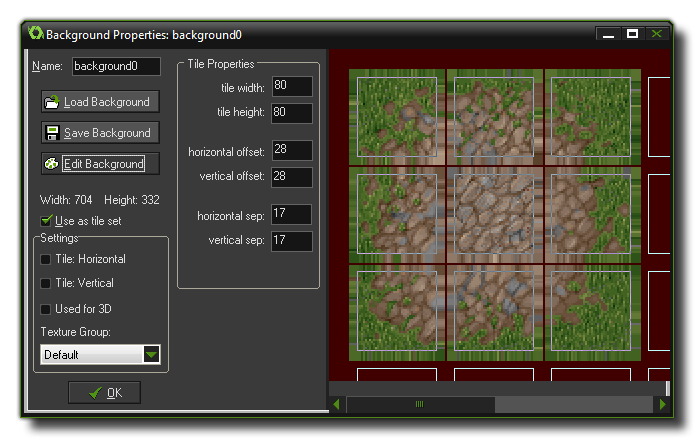 Background Properties: background0
Name: background0
Load Background
Save Background
Edit Background
Width: 704 Height: 332
Use as tile set
Settings
Tile: Horizontal
Tile: Vertical
Used for 3D
Texture Group:
Default
OK
Tile Properties
tile width: 80
tile height: 80
horizontal offset: 28
vertical offset: 28
horizontal sep: 17
vertical sep: 17